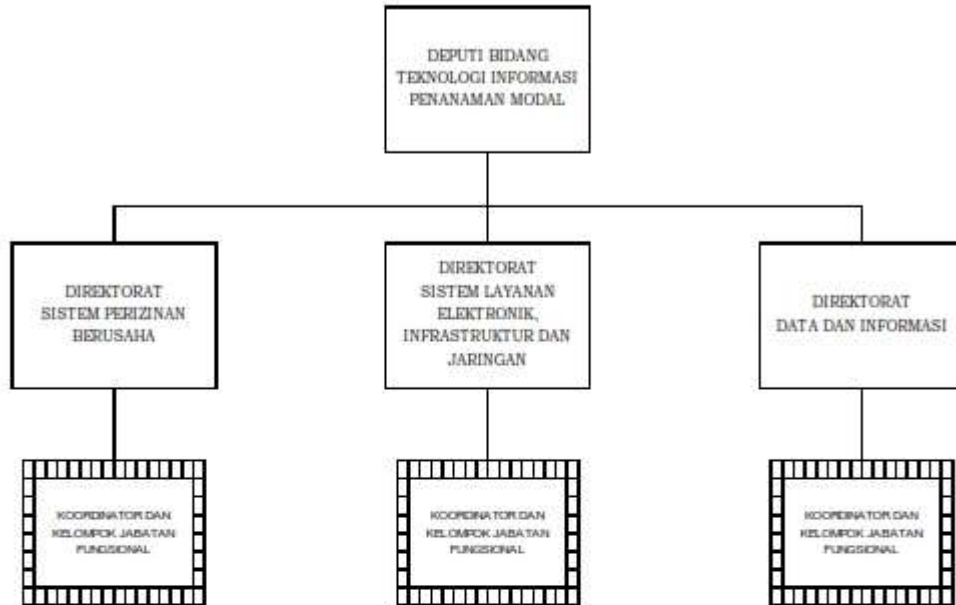 DEPUTI BIDANG
TEKNOLOGI INFORMASI
PENANAMAN MODAL
DIREKTORAT
SISTEM PERIZINAN
BERUSAHA
DIREKTORAT
SISTEM LAYANAN
ELEKTRONIK,
INFRASTRUKTUR DAN
JARINGAN
DIREKTORAT
DATA DAN INFORMASI
KOORDINATOR DAN
KELOMPOK JABATAN
FUNGSIONAL
KOORDINATOR DAN
KELOMPOK JABATAN
FUNGSIONAL
KOORDINATOR DAN
KELOMPOK JABATAN
FUNGSIONAL